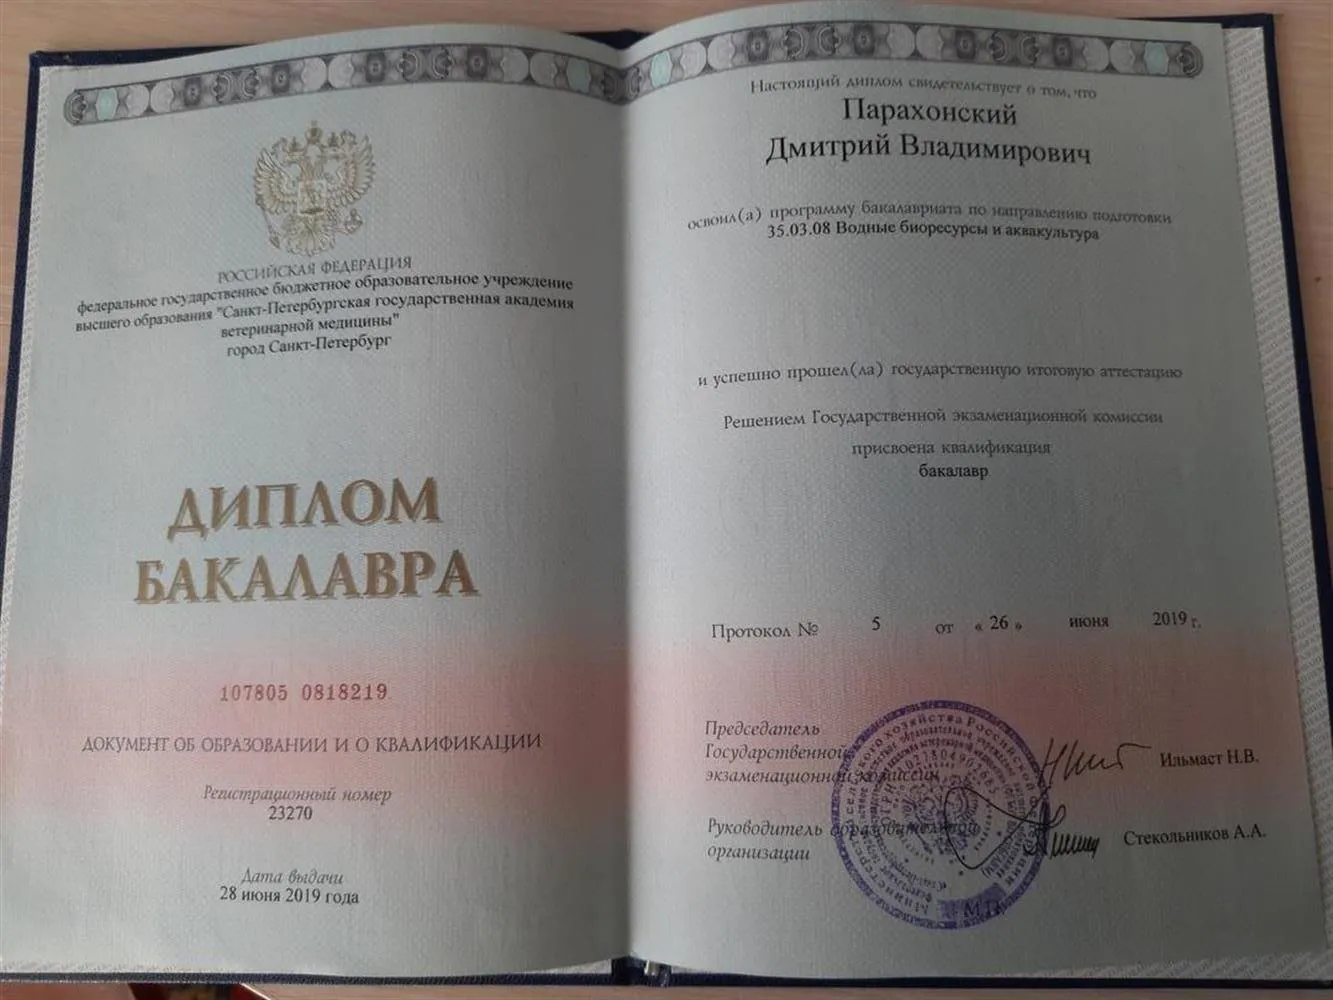 РОССИЙСКАЯ ФЕДЕРАЦИЯ
федеральное государственное бюджетное образовательное учреждение
высшего образования "Санкт-Петербургская государственная академия
ветеринарной медицины"
город Санкт-Петербург
ДИПЛОМ
БАКАЛАВРА
107805 0818219
ДОКУМЕНТ ОБ ОБРАЗОВАНИИ И О КВАЛИФИКАЦИИ
Регистрационный номер
23270
Дата выдачи
28 июня 2019 года
Настоящий диплом свидетельствует о том, что
Парахонский
Дмитрий Владимирович
освоил(а) программу бакалавриата по направлению подготовки
35.03.08 Водные биоресурсы и аквакультура
и успешно прошел(ла) государственную итоговую аттестацию
Решением Государственной экзаменационной комиссии
присвоена квалификация
бакалавр
Протокол № 5 от « 26 » июня 2019 г.
Председатель
Государственной
экзаменационной комиссии
Ильмаст Н.В.
Руководитель образовательной
организации
Стекольников А.А.
М.П.